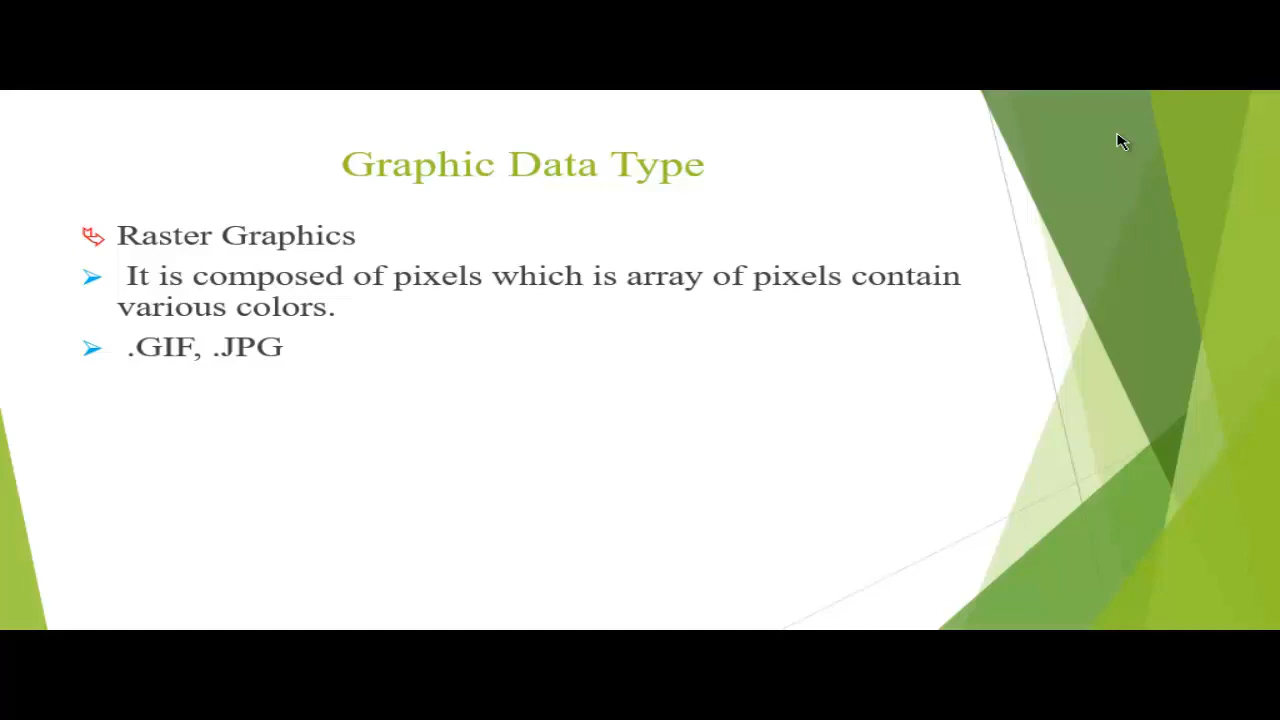 Graphic Data Type
Raster Graphics
It is composed of pixels which is array of pixels contain
various colors.
.GIF, .JPG